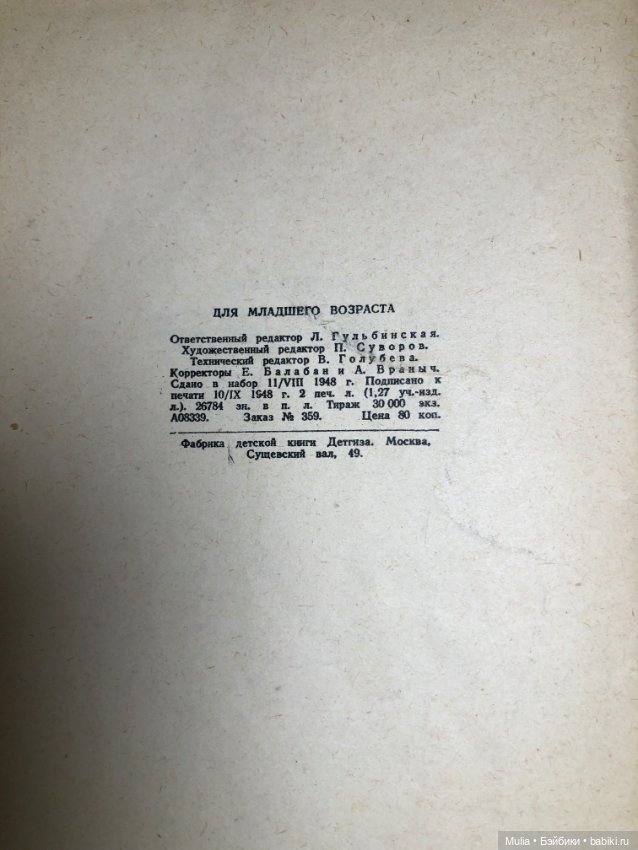 ДЛЯ МЛАДШЕГО ВОЗРАСТА
Ответственный редактор Л. Гульбинская.
Художественный редактор П. Суворов.
Технический редактор В. Голубева.
Корректоры Е. Балабан и А. Враныч.
Сдано в набор 11/VIII 1948 г. Подписано к
печати 10/IX 1948 г. 2 печ. л. (1,27 уч.-изд.
л.). 26784 зн. в п. л. Тираж 30 000 экз.
А08339. Заказ № 359. Цена 80 коп.
Фабрика детской книги Детгиза. Москва,
Сущевский вал, 49.
Mulia • Бэйбики • babiki.ru